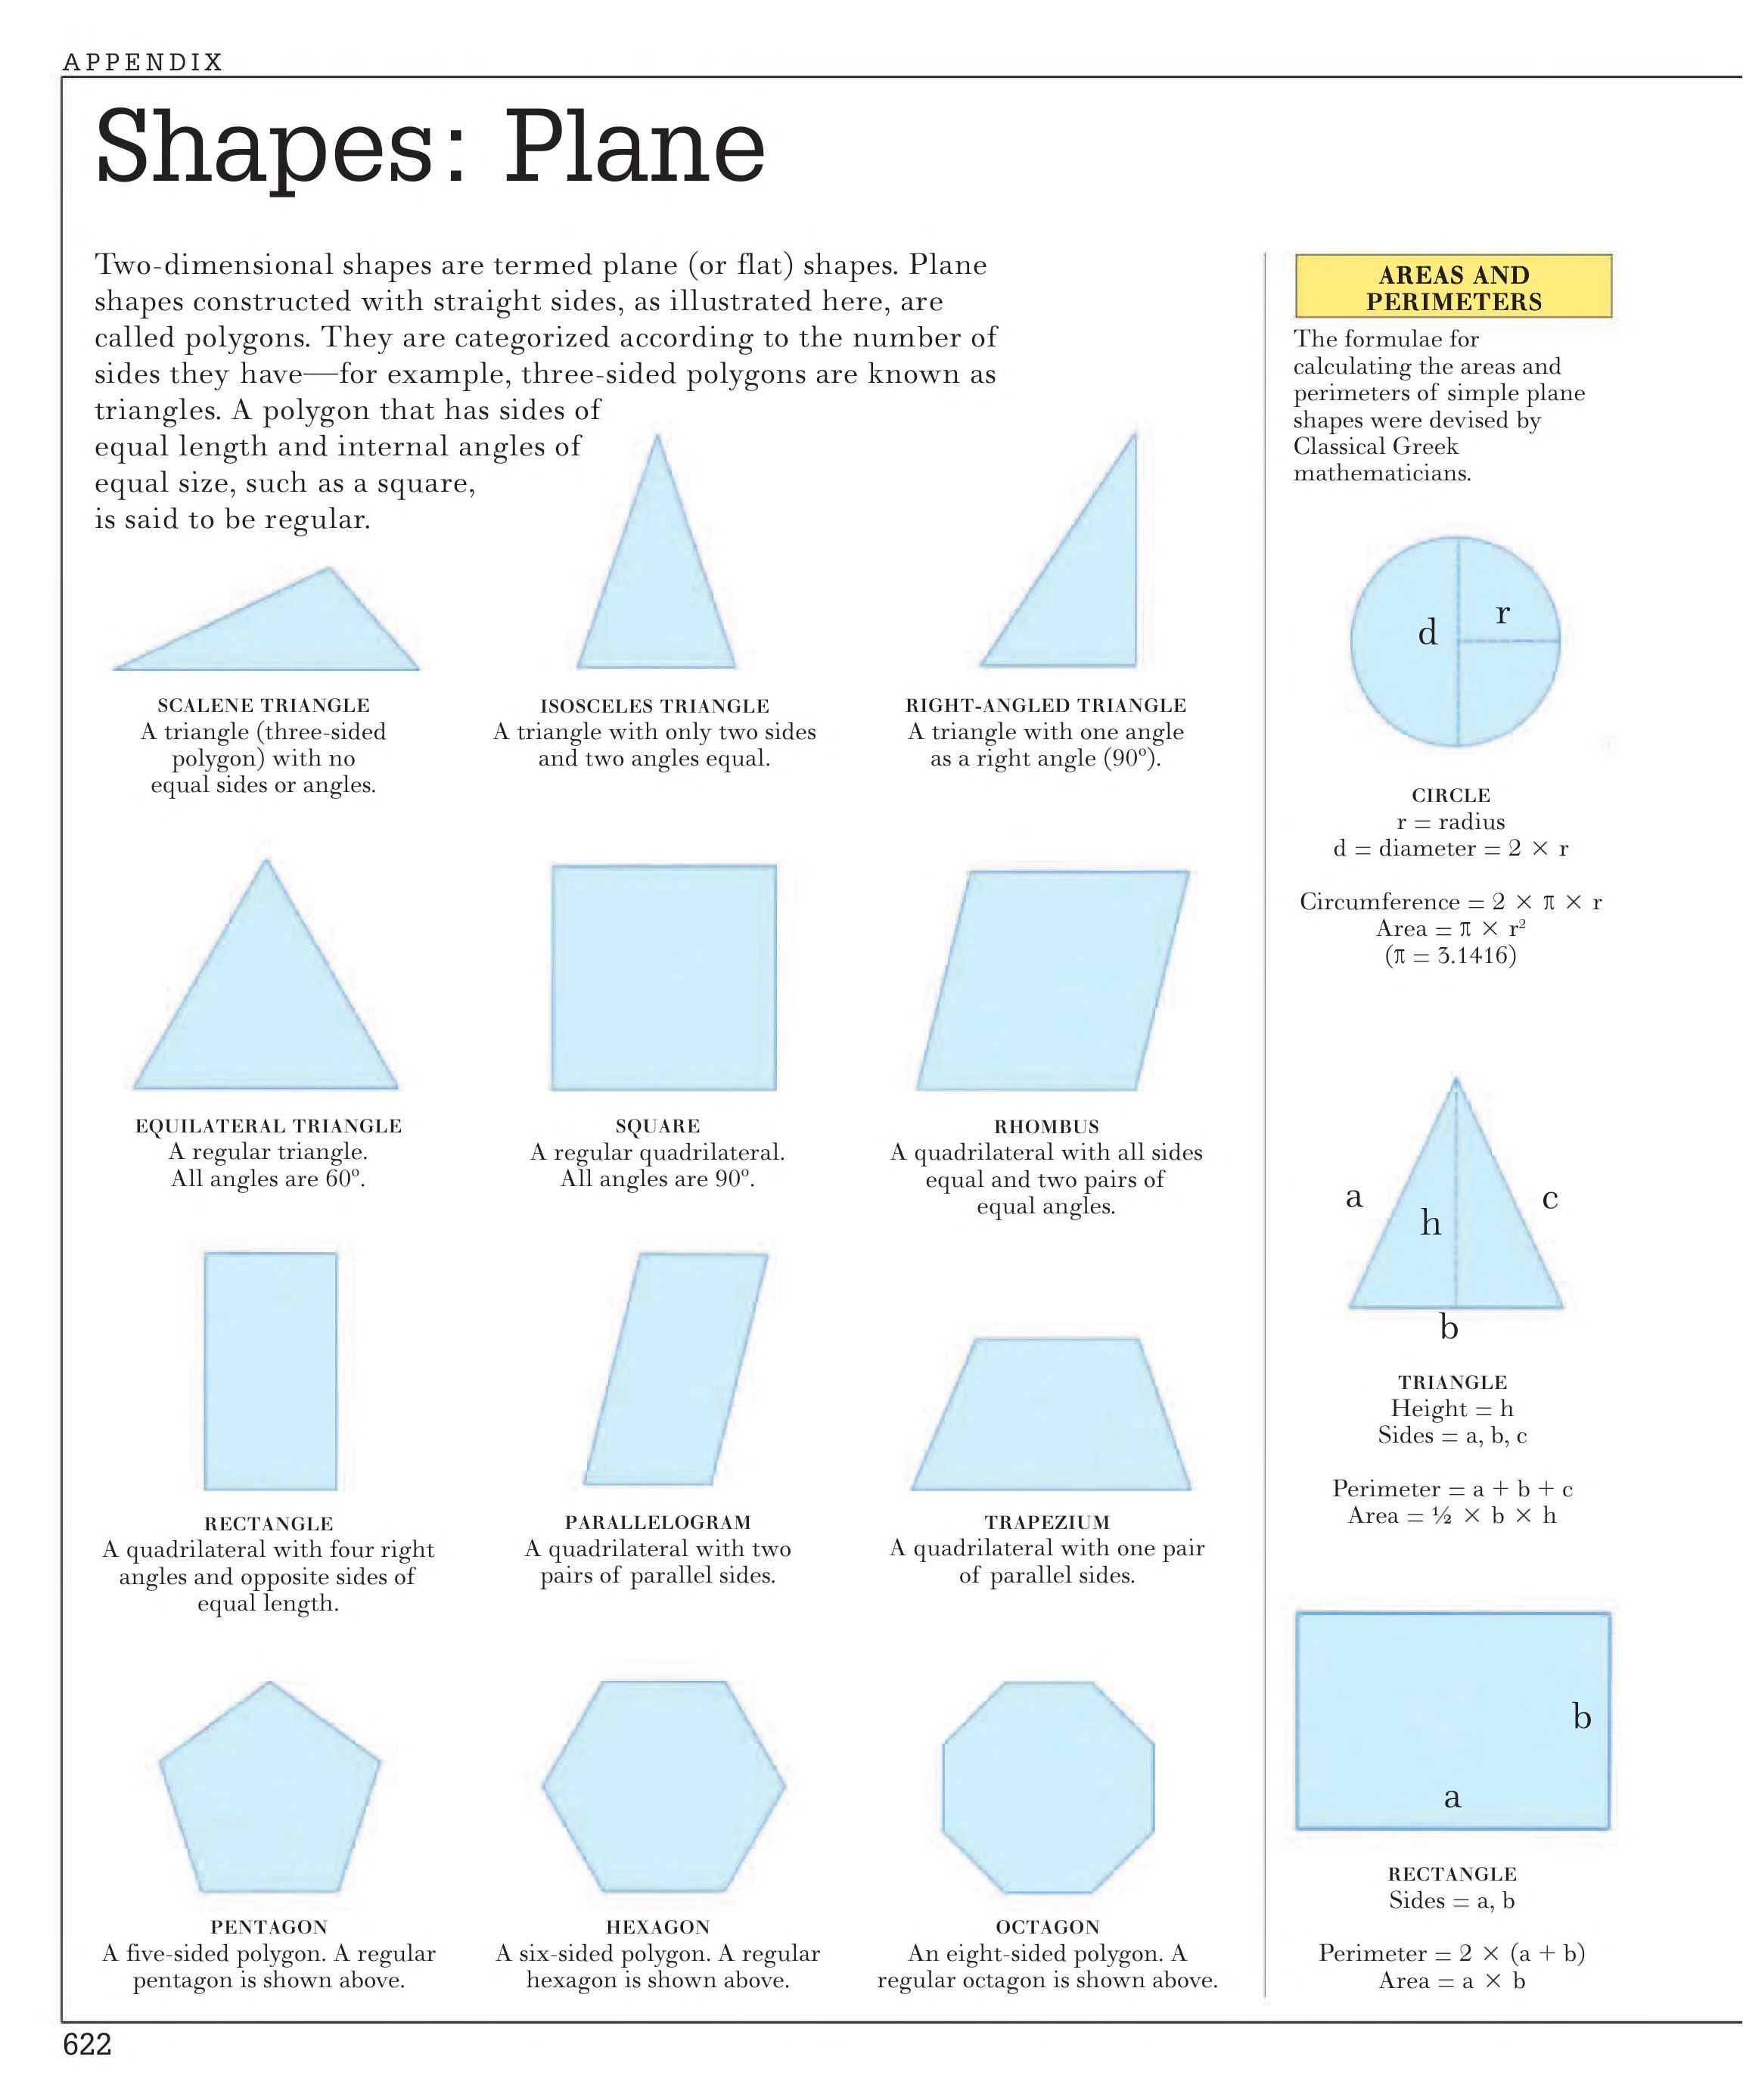 APPENDIX
Shapes: Plane
Two-dimensional shapes are termed plane (or flat) shapes. Plane
shapes constructed with straight sides, as illustrated here, are
called polygons. They are categorized according to the number of
sides they have—for example, three-sided polygons are known as
triangles. A polygon that has sides of
equal length and internal angles of
equal size, such as a square,
is said to be regular.
SCALENE TRIANGLE
A triangle (three-sided
polygon) with no
equal sides or angles.
ISOSCELES TRIANGLE
A triangle with only two sides
and two angles equal.
RIGHT-ANGLED TRIANGLE
A triangle with one angle
as a right angle (90º).
EQUILATERAL TRIANGLE
A regular triangle.
All angles are 60º.
SQUARE
A regular quadrilateral.
All angles are 90º.
RHOMBUS
A quadrilateral with all sides
equal and two pairs of
equal angles.
RECTANGLE
A quadrilateral with four right
angles and opposite sides of
equal length.
PARALLELOGRAM
A quadrilateral with two
pairs of parallel sides.
TRAPEZIUM
A quadrilateral with one pair
of parallel sides.
PENTAGON
A five-sided polygon. A regular
pentagon is shown above.
HEXAGON
A six-sided polygon. A regular
hexagon is shown above.
OCTAGON
An eight-sided polygon. A
regular octagon is shown above.
AREAS AND
PERIMETERS
The formulae for
calculating the areas and
perimeters of simple plane
shapes were devised by
Classical Greek
mathematicians.
d r
CIRCLE
r = radius
d = diameter = 2 × r
Circumference = 2 × π × r
Area = π × r²
(π = 3.1416)
a h c
b
TRIANGLE
Height = h
Sides = a, b, c
Perimeter = a + b + c
Area = ½ × b × h
b
a
RECTANGLE
Sides = a, b
Perimeter = 2 × (a + b)
Area = a × b
622